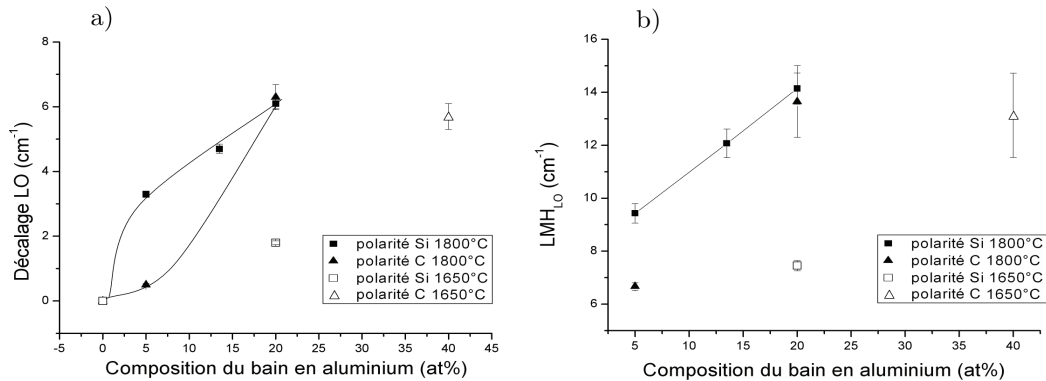 a)
Décalage LO (cm⁻¹)
8
6
4
2
0
-5 0 5 10 15 20 25 30 35 40 45
Composition du bain en aluminium (at%)
polarité Si 1800°C
polarité C 1800°C
polarité Si 1650°C
polarité C 1650°C
b)
LMH_LO (cm⁻¹)
16
14
12
10
8
6
5 10 15 20 25 30 35 40
Composition du bain en aluminium (at%)
polarité Si 1800°C
polarité C 1800°C
polarité Si 1650°C
polarité C 1650°C